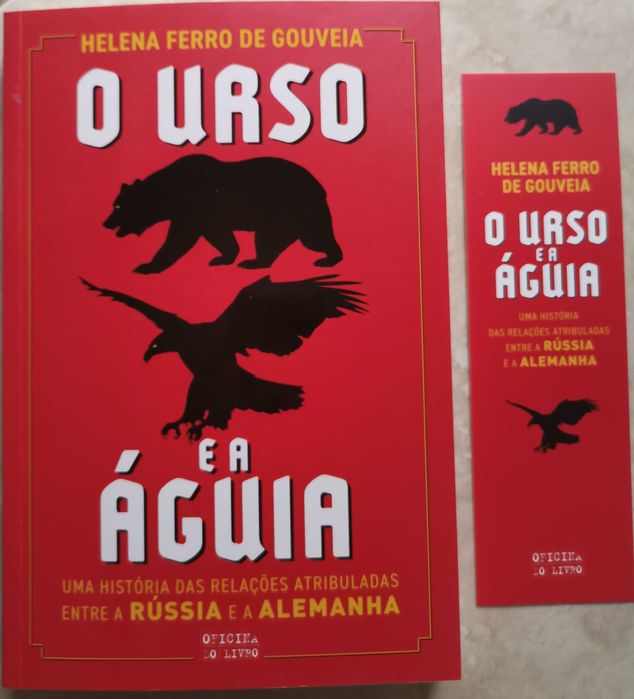 HELENA FERRO DE GOUVEIA
O URSO
E A
ÁGUIA
UMA HISTÓRIA DAS RELAÇÕES ATRIBULADAS
ENTRE A RÚSSIA E A ALEMANHA
OFICINA
DO LIVRO
HELENA FERRO
DE GOUVEIA
O URSO
E A
ÁGUIA
UMA HISTÓRIA
DAS RELAÇÕES ATRIBULADAS
ENTRE A RÚSSIA
E A ALEMANHA
OFICINA
DO LIVRO